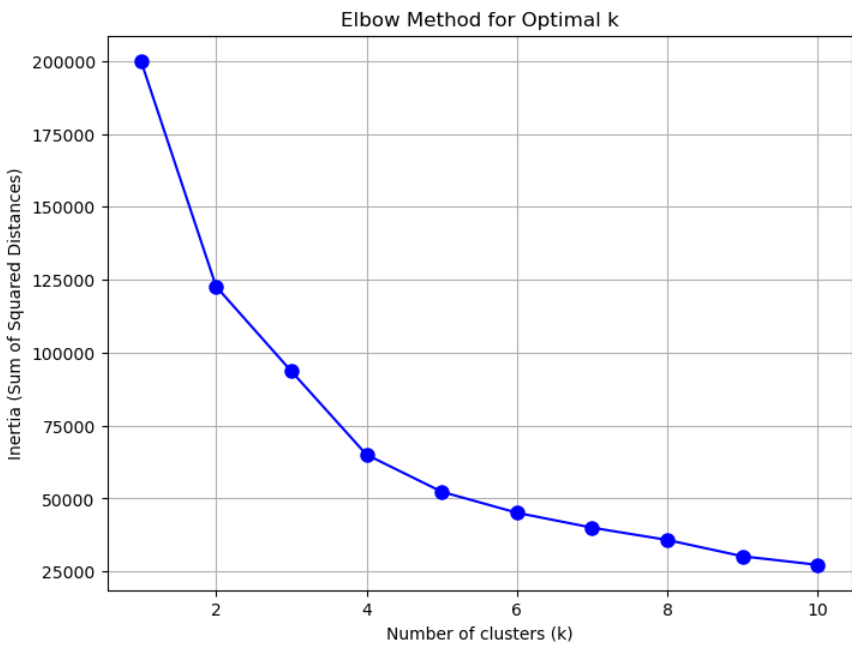 Elbow Method for Optimal k
200000
175000
150000
125000
100000
75000
50000
25000
Inertia (Sum of Squared Distances)
2 4 6 8 10
Number of clusters (k)